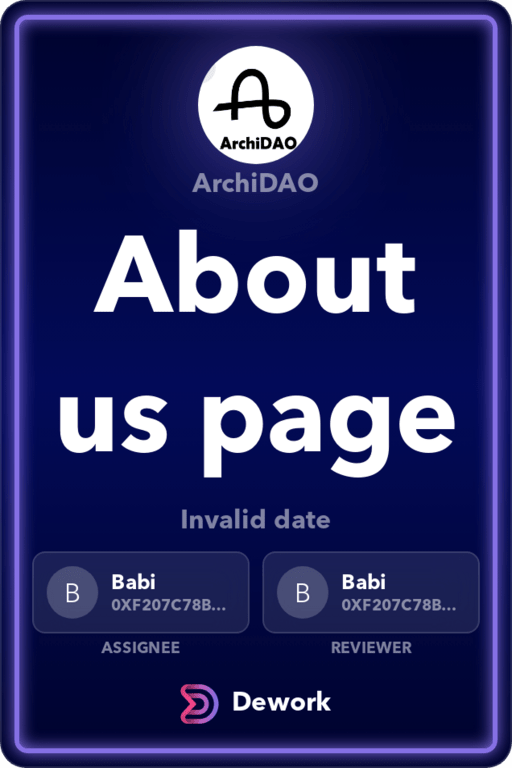 ArchiDAO
ArchiDAO
About
us page
Invalid date
B Babi 0XF207C78B... B Babi 0XF207C78B...
ASSIGNEE REVIEWER
Dework